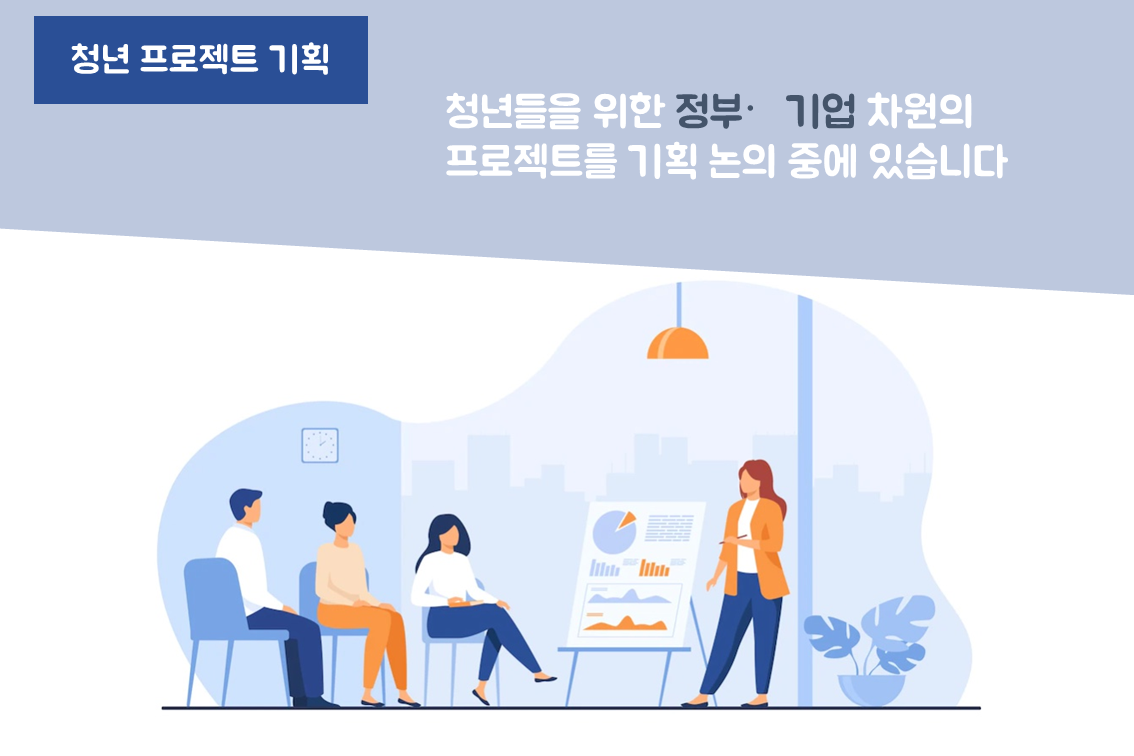 청년 프로젝트 기획
청년들을 위한 정부· 기업 차원의
프로젝트를 기획 논의 중에 있습니다